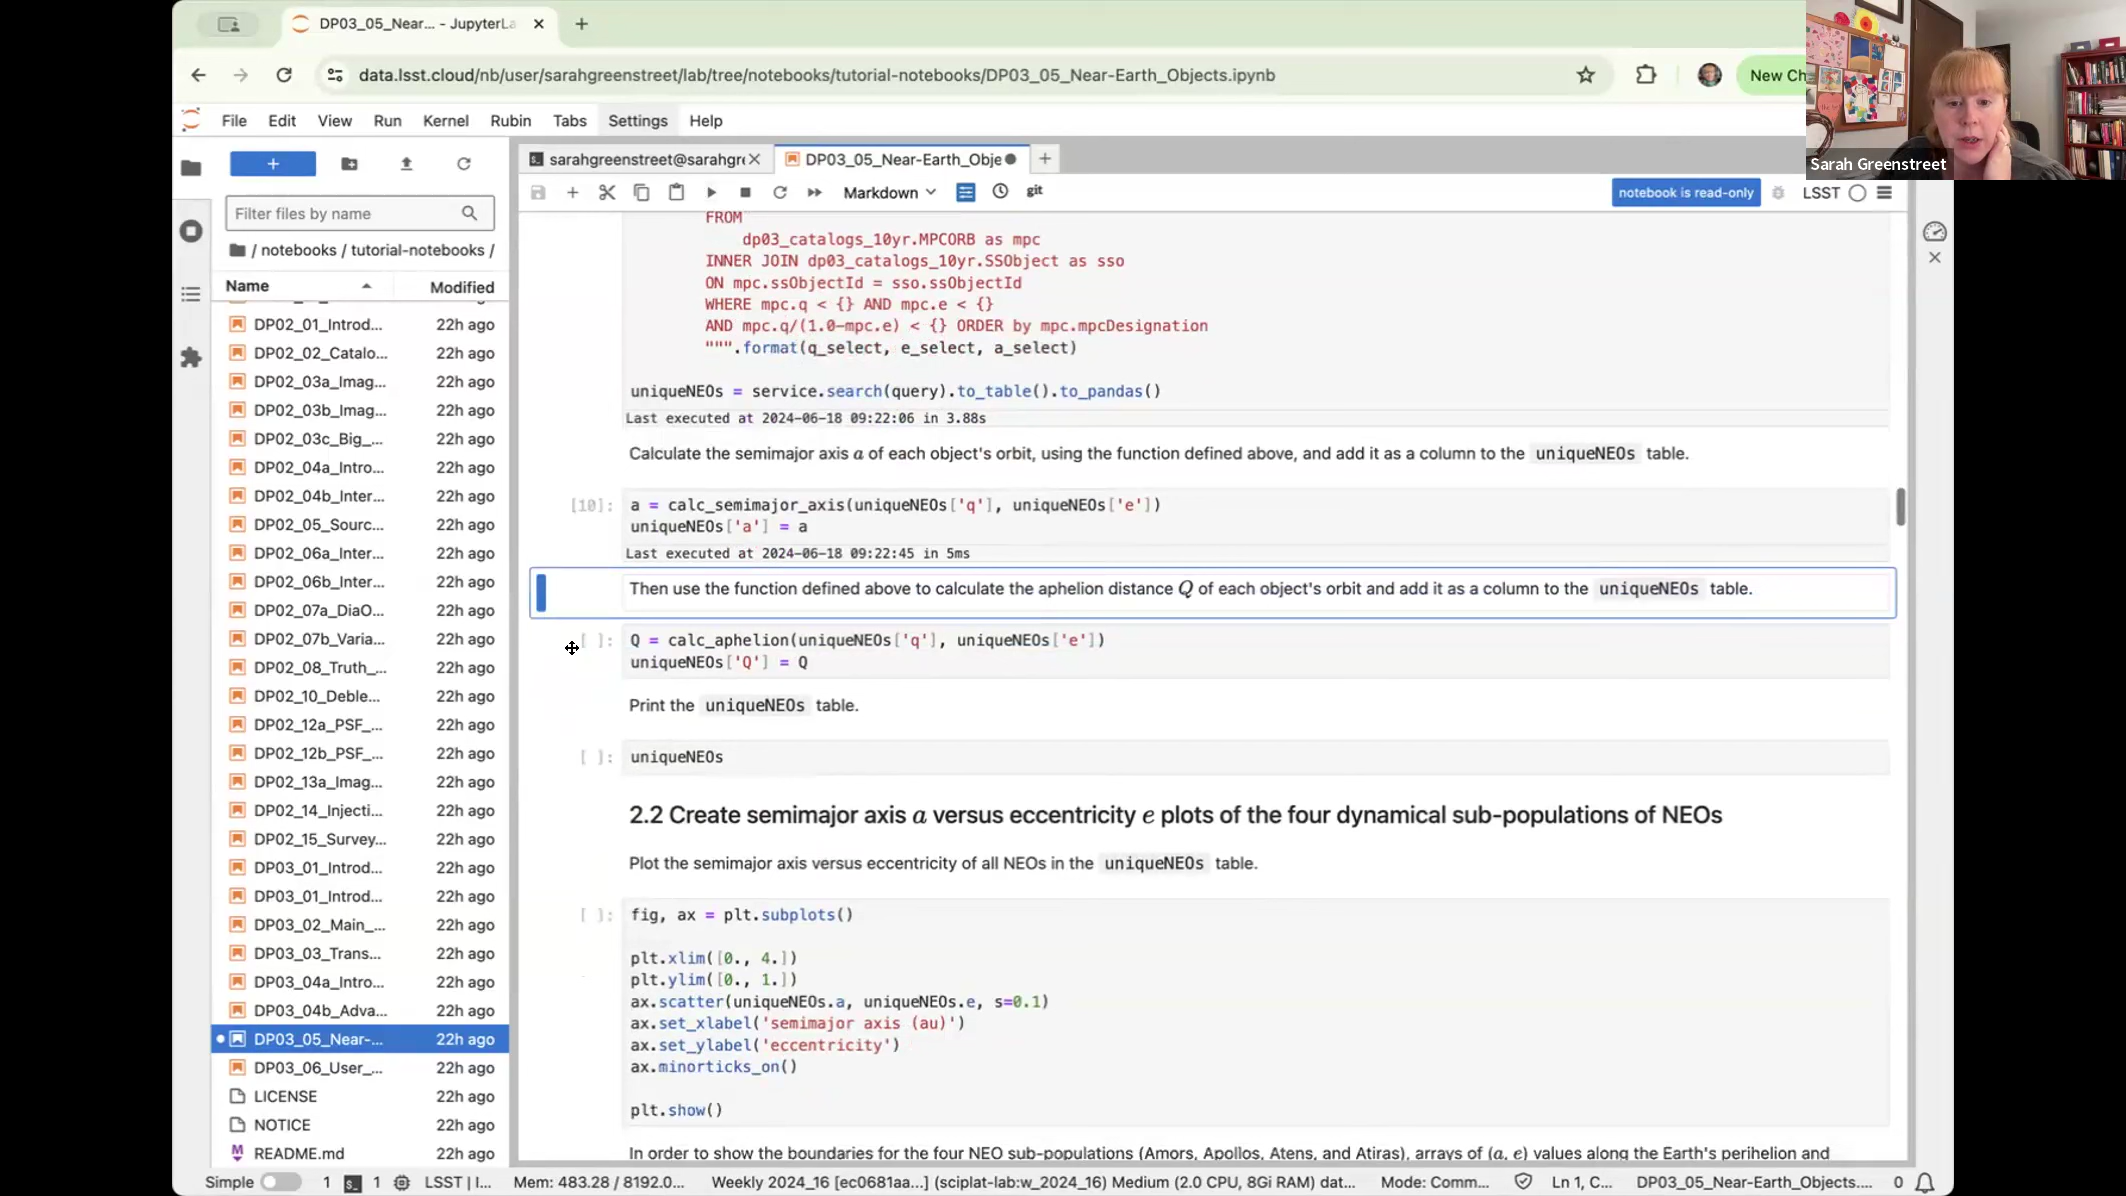 DP03_05_Near... - JupyterLa
data.lsst.cloud/nb/user/sarahgreenstreet/lab/tree/notebooks/tutorial-notebooks/DP03_05_Near-Earth_Objects.ipynb
New Ch
Sarah Greenstreet
File Edit View Run Kernel Rubin Tabs Settings Help
sarahgreenstreet@sarahgre
DP03_05_Near-Earth_Obje
Markdown
git
notebook is read-only
LSST
Filter files by name
/ notebooks / tutorial-notebooks /
Name Modified
DP02_01_Introd... 22h ago
DP02_02_Catalo... 22h ago
DP02_03a_Imag... 22h ago
DP02_03b_Imag... 22h ago
DP02_03c_Big_... 22h ago
DP02_04a_Intro... 22h ago
DP02_04b_Inter... 22h ago
DP02_05_Sourc... 22h ago
DP02_06a_Inter... 22h ago
DP02_06b_Inter... 22h ago
DP02_07a_DiaO... 22h ago
DP02_07b_Varia... 22h ago
DP02_08_Truth_... 22h ago
DP02_10_Deble... 22h ago
DP02_12a_PSF_... 22h ago
DP02_12b_PSF_... 22h ago
DP02_13a_Imag... 22h ago
DP02_14_Injecti... 22h ago
DP02_15_Survey... 22h ago
DP03_01_Introd... 22h ago
DP03_01_Introd... 22h ago
DP03_02_Main_... 22h ago
DP03_03_Trans... 22h ago
DP03_04a_Intro... 22h ago
DP03_04b_Adva... 22h ago
DP03_05_Near-... 22h ago
DP03_06_User_... 22h ago
LICENSE 22h ago
NOTICE 22h ago
README.md 22h ago
FROM
dp03_catalogs_10yr.MPCORB as mpc
INNER JOIN dp03_catalogs_10yr.SSObject as sso
ON mpc.ssObjectId = sso.ssObjectId
WHERE mpc.q < {} AND mpc.e < {}
AND mpc.q/(1.0-mpc.e) < {} ORDER by mpc.mpcDesignation
""".format(q_select, e_select, a_select)
uniqueNEOs = service.search(query).to_table().to_pandas()
Last executed at 2024-06-18 09:22:06 in 3.88s
Calculate the semimajor axis a of each object's orbit, using the function defined above, and add it as a column to the uniqueNEOs table.
[10]: a = calc_semimajor_axis(uniqueNEOs['q'], uniqueNEOs['e'])
uniqueNEOs['a'] = a
Last executed at 2024-06-18 09:22:45 in 5ms
Then use the function defined above to calculate the aphelion distance Q of each object's orbit and add it as a column to the uniqueNEOs table.
[ ]: Q = calc_aphelion(uniqueNEOs['q'], uniqueNEOs['e'])
uniqueNEOs['Q'] = Q
Print the uniqueNEOs table.
[ ]: uniqueNEOs
2.2 Create semimajor axis a versus eccentricity e plots of the four dynamical sub-populations of NEOs
Plot the semimajor axis versus eccentricity of all NEOs in the uniqueNEOs table.
[ ]: fig, ax = plt.subplots()
plt.xlim([0., 4.])
plt.ylim([0., 1.])
ax.scatter(uniqueNEOs.a, uniqueNEOs.e, s=0.1)
ax.set_xlabel('semimajor axis (au)')
ax.set_ylabel('eccentricity')
ax.minorticks_on()
plt.show()
In order to show the boundaries for the four NEO sub-populations (Amors, Apollos, Atens, and Atiras), arrays of (a, e) values along the Earth's perihelion and
Simple 1 1 LSST | I... Mem: 483.28 / 8192.0... Weekly 2024_16 [ec0681aa...] (sciplat-lab:w_2024_16) Medium (2.0 CPU, 8Gi RAM) dat... Mode: Comm... Ln 1, C... DP03_05_Near-Earth_Objects.... 0